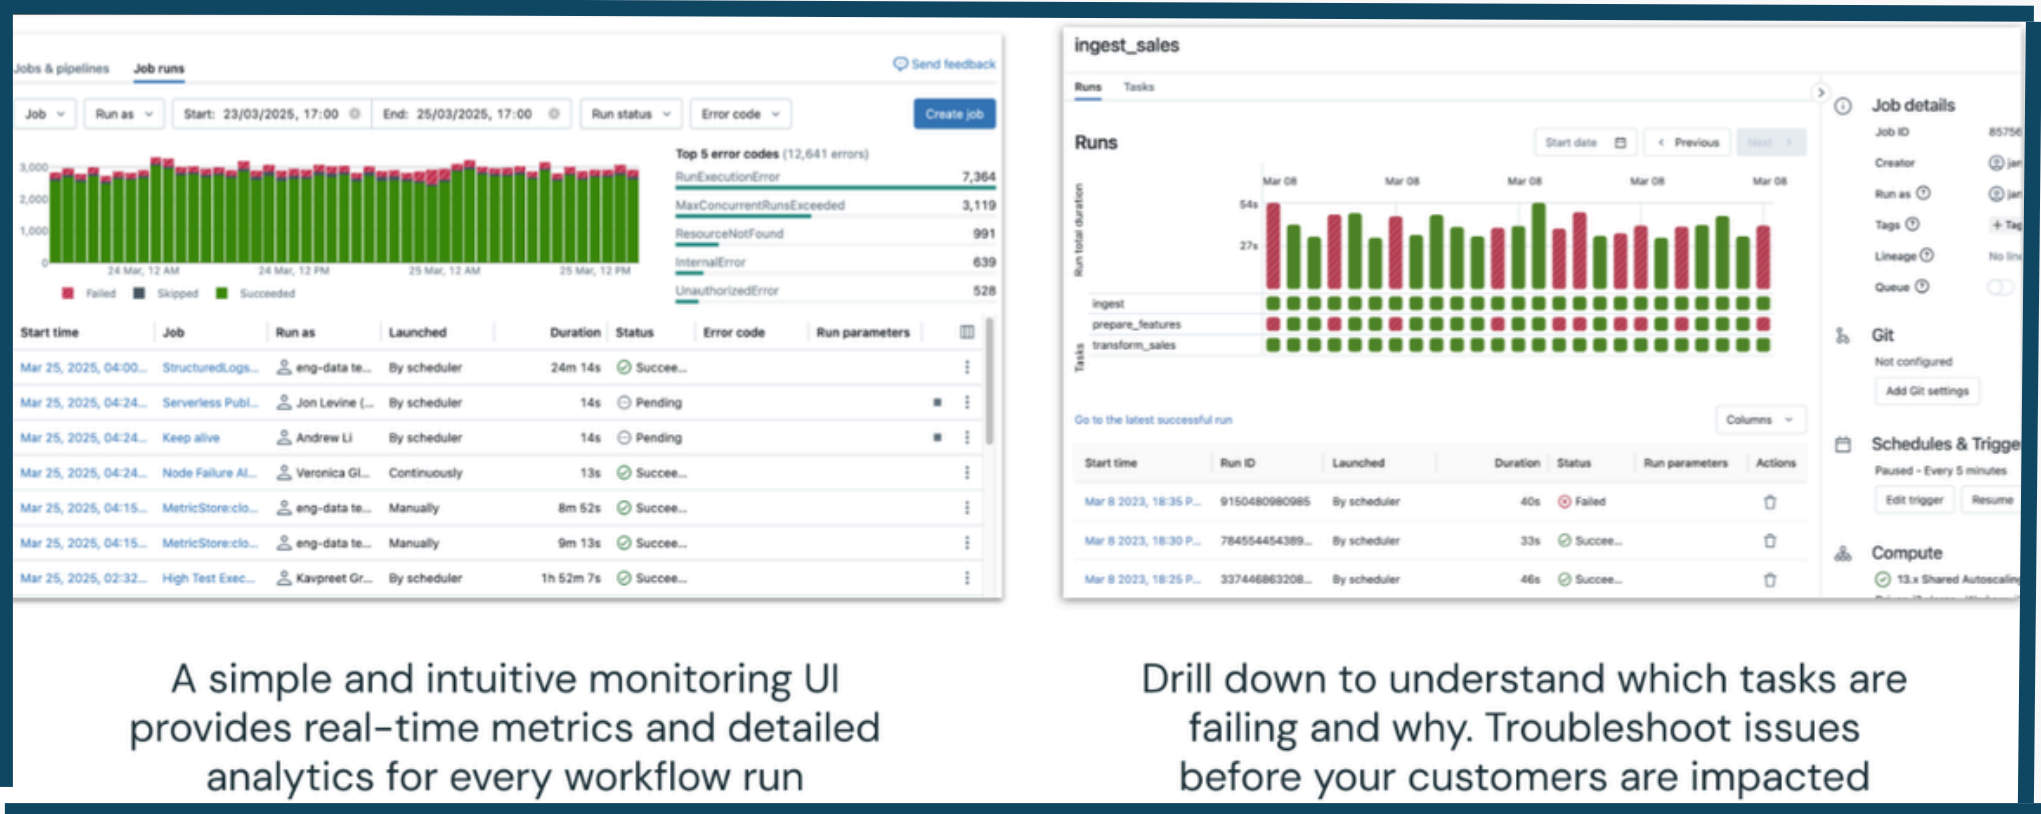 Jobs & pipelines Job runs
Send feedback
Job Run as Start: 23/03/2025, 17:00 End: 25/03/2025, 17:00 Run status Error code Create job
3,000
2,000
1,000
0
24 Mar, 12 AM 24 Mar, 12 PM 25 Mar, 12 AM 25 Mar, 12 PM
Failed Skipped Succeeded
Top 5 error codes (12,641 errors)
RunExecutionError 7,364
MaxConcurrentRunsExceeded 3,119
ResourceNotFound 991
InternalError 639
UnauthorizedError 528
Start time Job Run as Launched Duration Status Error code Run parameters
Mar 25, 2025, 04:00... StructuredLogs... eng-data te... By scheduler 24m 14s Succee...
Mar 25, 2025, 04:24... Serverless Publ... Jon Levine (... By scheduler 14s Pending
Mar 25, 2025, 04:24... Keep alive Andrew Li By scheduler 14s Pending
Mar 25, 2025, 04:24... Node Failure Al... Veronica Gl... Continuously 13s Succee...
Mar 25, 2025, 04:15... MetricStore:clo... eng-data te... Manually 8m 52s Succee...
Mar 25, 2025, 04:15... MetricStore:clo... eng-data te... Manually 9m 13s Succee...
Mar 25, 2025, 02:32... High Test Exec... Kavpreet Gr... By scheduler 1h 52m 7s Succee...
A simple and intuitive monitoring UI
provides real-time metrics and detailed
analytics for every workflow run
ingest_sales
Runs Tasks
Runs
Start date Previous Next
Mar 08 Mar 08 Mar 08 Mar 08 Mar 08
Run total duration
54s
27s
Tasks
ingest
prepare_features
transform_sales
Go to the latest successful run
Columns
Start time Run ID Launched Duration Status Run parameters Actions
Mar 8 2023, 18:35 P... 9150480980985 By scheduler 40s Failed
Mar 8 2023, 18:30 P... 784554454389... By scheduler 33s Succee...
Mar 8 2023, 18:25 P... 337446863208... By scheduler 46s Succee...
Job details
Job ID 85756
Creator jan
Run as jan
Tags + Tag
Lineage No line
Queue
Git
Not configured
Add Git settings
Schedules & Trigge
Paused - Every 5 minutes
Edit trigger Resume
Compute
13.x Shared Autoscaling
Drill down to understand which tasks are
failing and why. Troubleshoot issues
before your customers are impacted